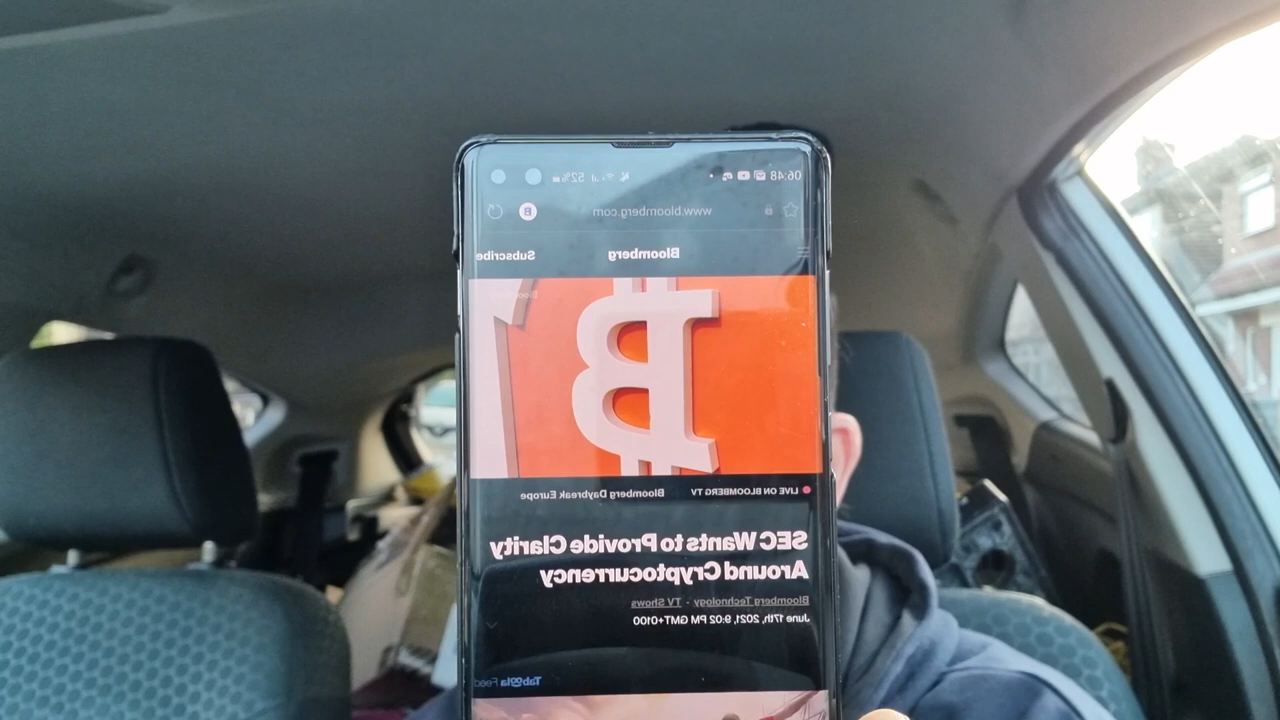 06:48 52%
www.bloomberg.com B
Bloomberg Subscribe
B
LIVE ON BLOOMBERG TV Bloomberg Daybreak Europe
SEC Wants to Provide Clarity
Around Cryptocurrency
Bloomberg Technology - TV Shows
June 17th, 2021, 9:02 PM GMT+0100
Taboola Feed